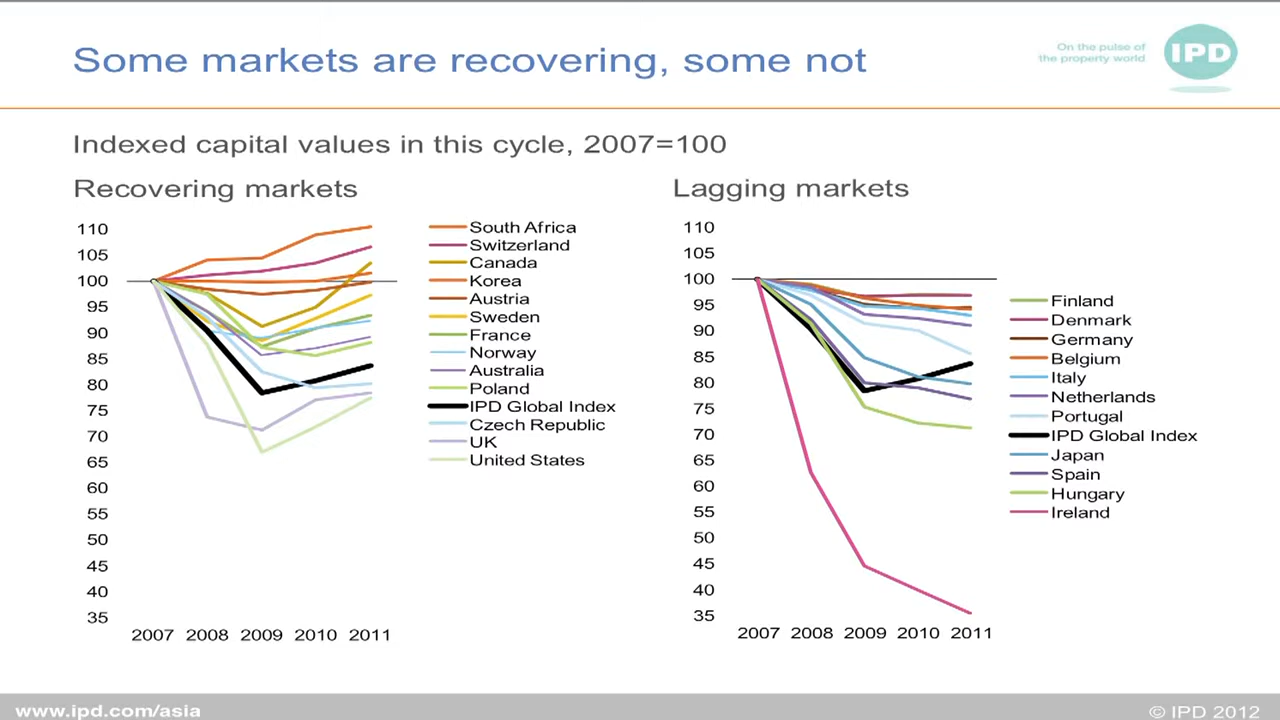 Some markets are recovering, some not
On the pulse of
the property world
IPD
Indexed capital values in this cycle, 2007=100
Recovering markets
110
105
100
95
90
85
80
75
70
65
60
55
50
45
40
35
2007 2008 2009 2010 2011
South Africa
Switzerland
Canada
Korea
Austria
Sweden
France
Norway
Australia
Poland
IPD Global Index
Czech Republic
UK
United States
Lagging markets
110
105
100
95
90
85
80
75
70
65
60
55
50
45
40
35
2007 2008 2009 2010 2011
Finland
Denmark
Germany
Belgium
Italy
Netherlands
Portugal
IPD Global Index
Japan
Spain
Hungary
Ireland
www.ipd.com/asia
© IPD 2012